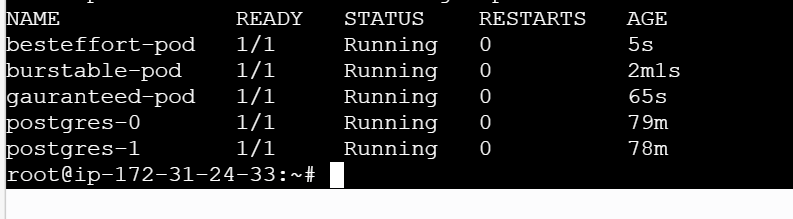 NAME READY STATUS RESTARTS AGE
besteffort-pod 1/1 Running 0 5s
burstable-pod 1/1 Running 0 2m1s
gauranteed-pod 1/1 Running 0 65s
postgres-0 1/1 Running 0 79m
postgres-1 1/1 Running 0 78m
root@ip-172-31-24-33:~#